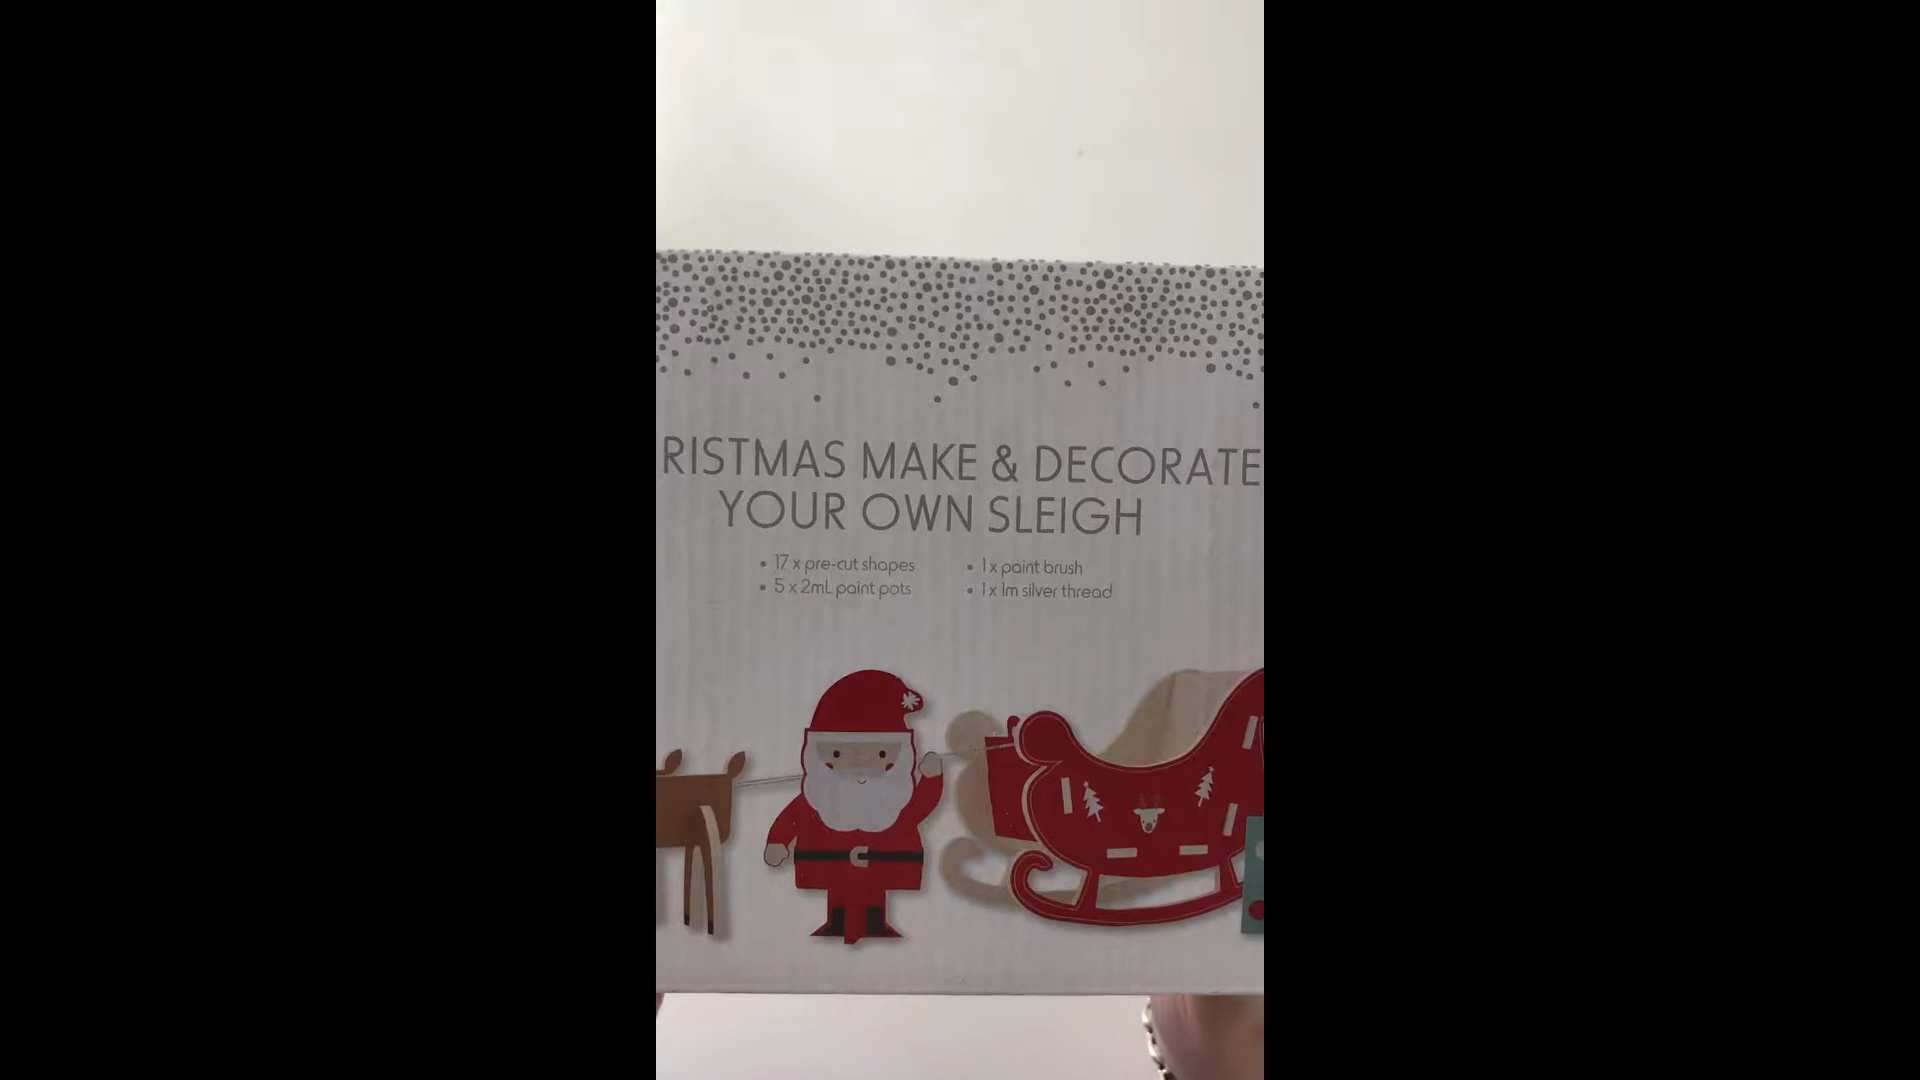 RISTMAS MAKE & DECORATE
YOUR OWN SLEIGH
• 17 x pre-cut shapes
• 5 x 2mL paint pots
• 1 x paint brush
• 1 x 1m silver thread